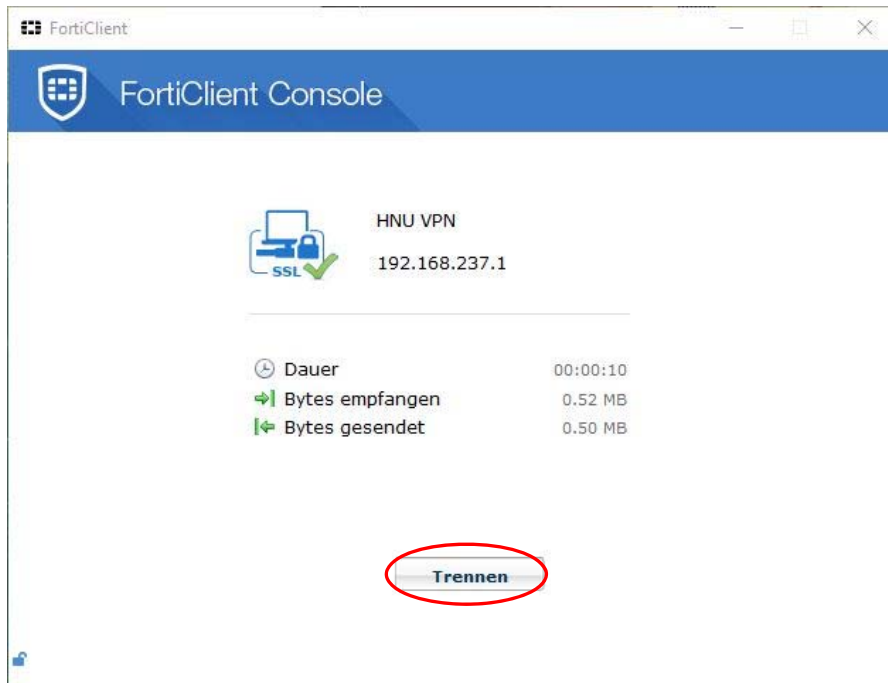 FortiClient
FortiClient Console
HNU VPN
192.168.237.1
SSL
Dauer 00:00:10
Bytes empfangen 0.52 MB
Bytes gesendet 0.50 MB
Trennen